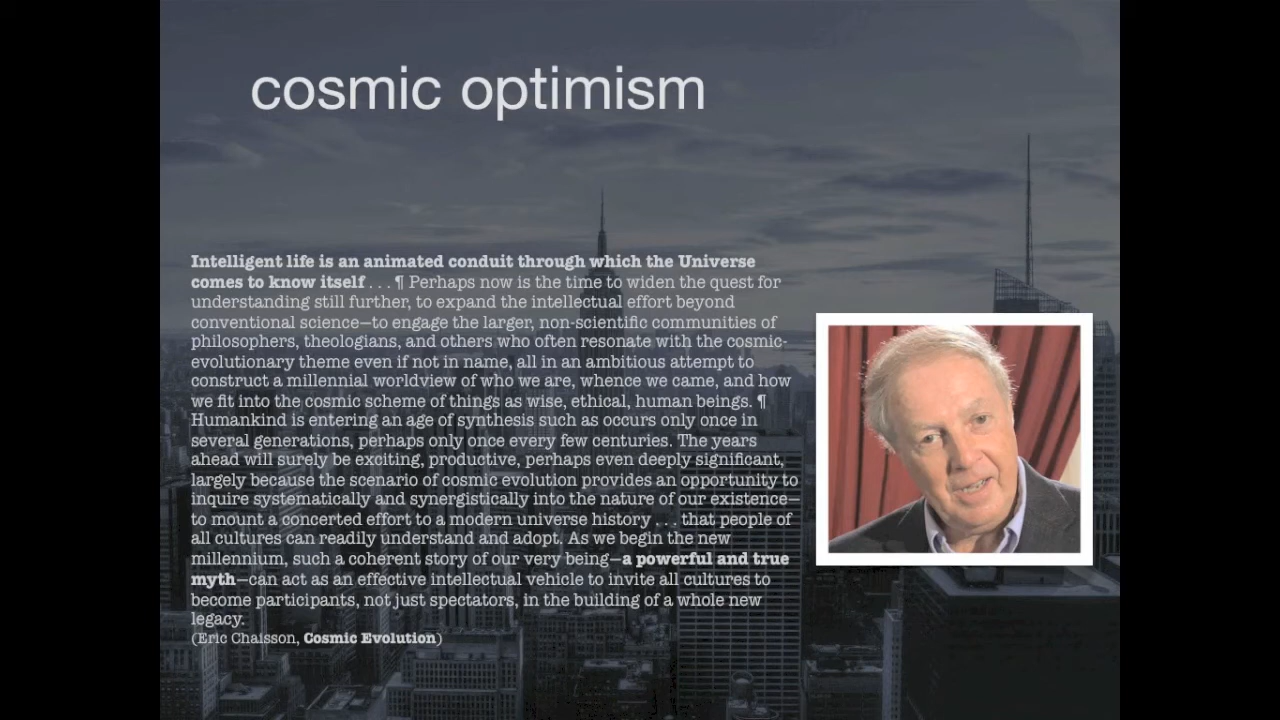 cosmic optimism
Intelligent life is an animated conduit through which the Universe
comes to know itself . . . ¶ Perhaps now is the time to widen the quest for
understanding still further, to expand the intellectual effort beyond
conventional science—to engage the larger, non-scientific communities of
philosophers, theologians, and others who often resonate with the cosmic-
evolutionary theme even if not in name, all in an ambitious attempt to
construct a millennial worldview of who we are, whence we came, and how
we fit into the cosmic scheme of things as wise, ethical, human beings. ¶
Humankind is entering an age of synthesis such as occurs only once in
several generations, perhaps only once every few centuries. The years
ahead will surely be exciting, productive, perhaps even deeply significant,
largely because the scenario of cosmic evolution provides an opportunity to
inquire systematically and synergistically into the nature of our existence—
to mount a concerted effort to a modern universe history . . . that people of
all cultures can readily understand and adopt. As we begin the new
millennium, such a coherent story of our very being—a powerful and true
myth—can act as an effective intellectual vehicle to invite all cultures to
become participants, not just spectators, in the building of a whole new
legacy.
(Eric Chaisson, Cosmic Evolution)